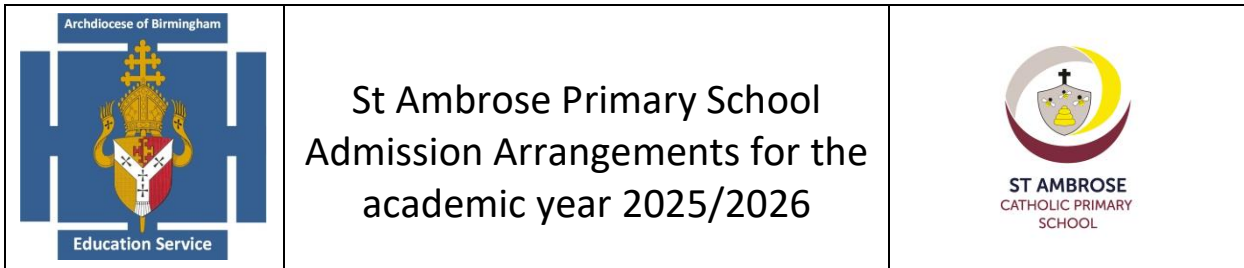 Archdiocese of Birmingham
Education Service
St Ambrose Primary School
Admission Arrangements for the
academic year 2025/2026
ST AMBROSE
CATHOLIC PRIMARY
SCHOOL